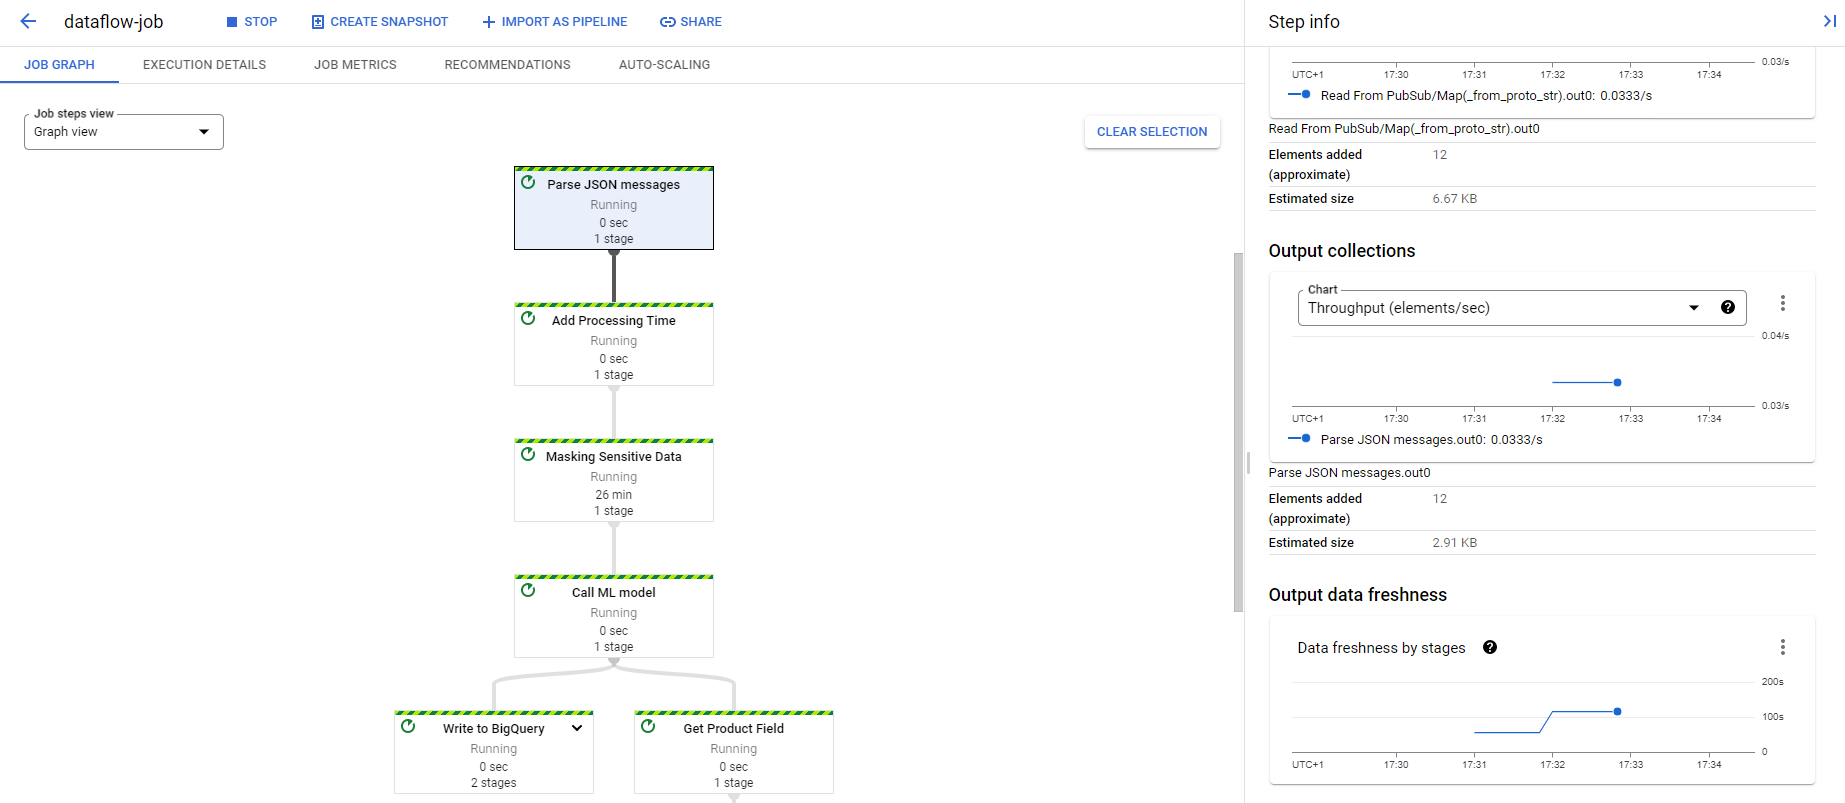 dataflow-job
STOP
CREATE SNAPSHOT
IMPORT AS PIPELINE
SHARE
JOB GRAPH
EXECUTION DETAILS
JOB METRICS
RECOMMENDATIONS
AUTO-SCALING
Job steps view
Graph view
CLEAR SELECTION
Parse JSON messages
Running
0 sec
1 stage
Add Processing Time
Running
0 sec
1 stage
Masking Sensitive Data
Running
26 min
1 stage
Call ML model
Running
0 sec
1 stage
Write to BigQuery
Running
0 sec
2 stages
Get Product Field
Running
0 sec
1 stage
Step info
0.03/s
UTC+1 17:30 17:31 17:32 17:33 17:34
Read From PubSub/Map(_from_proto_str).out0: 0.0333/s
Read From PubSub/Map(_from_proto_str).out0
Elements added 12
(approximate)
Estimated size 6.67 KB
Output collections
Chart
Throughput (elements/sec)
0.04/s
0.03/s
UTC+1 17:30 17:31 17:32 17:33 17:34
Parse JSON messages.out0: 0.0333/s
Parse JSON messages.out0
Elements added 12
(approximate)
Estimated size 2.91 KB
Output data freshness
Data freshness by stages
200s
100s
0
UTC+1 17:30 17:31 17:32 17:33 17:34